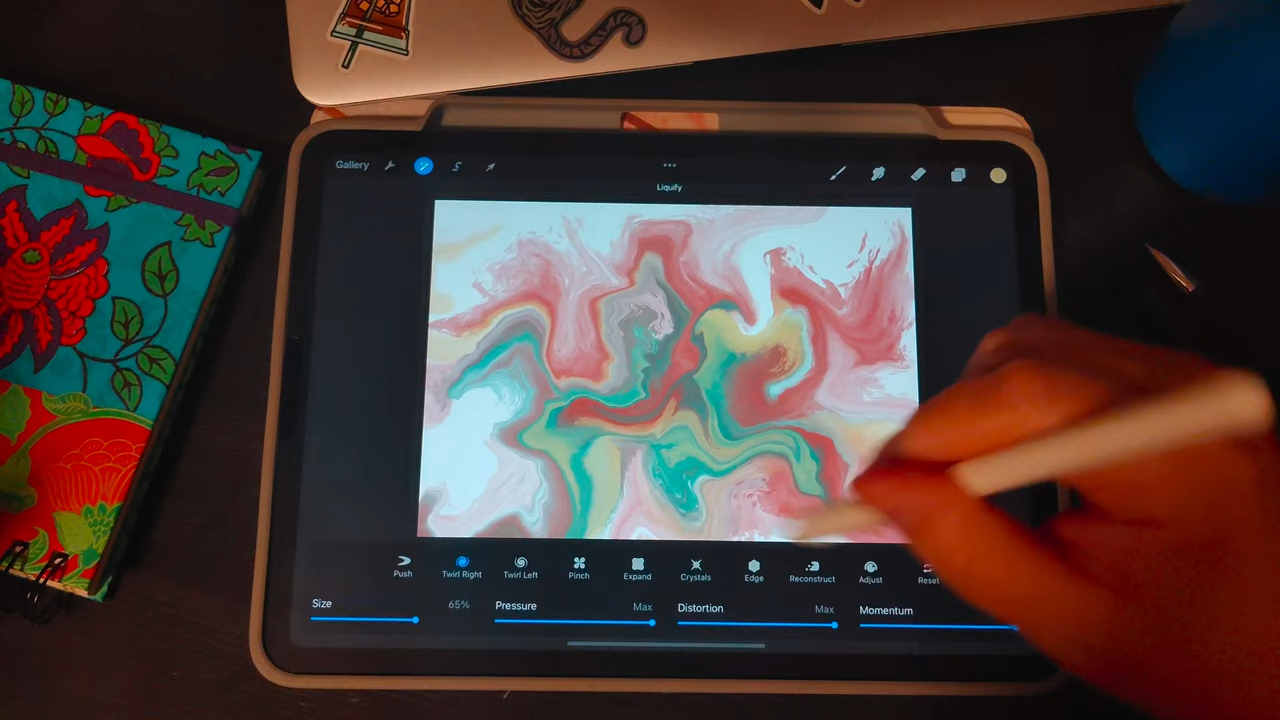 Gallery
Liquify
Push Twirl Right Twirl Left Pinch Expand Crystals Edge Reconstruct Adjust Reset
Size 65% Pressure Max Distortion Max Momentum